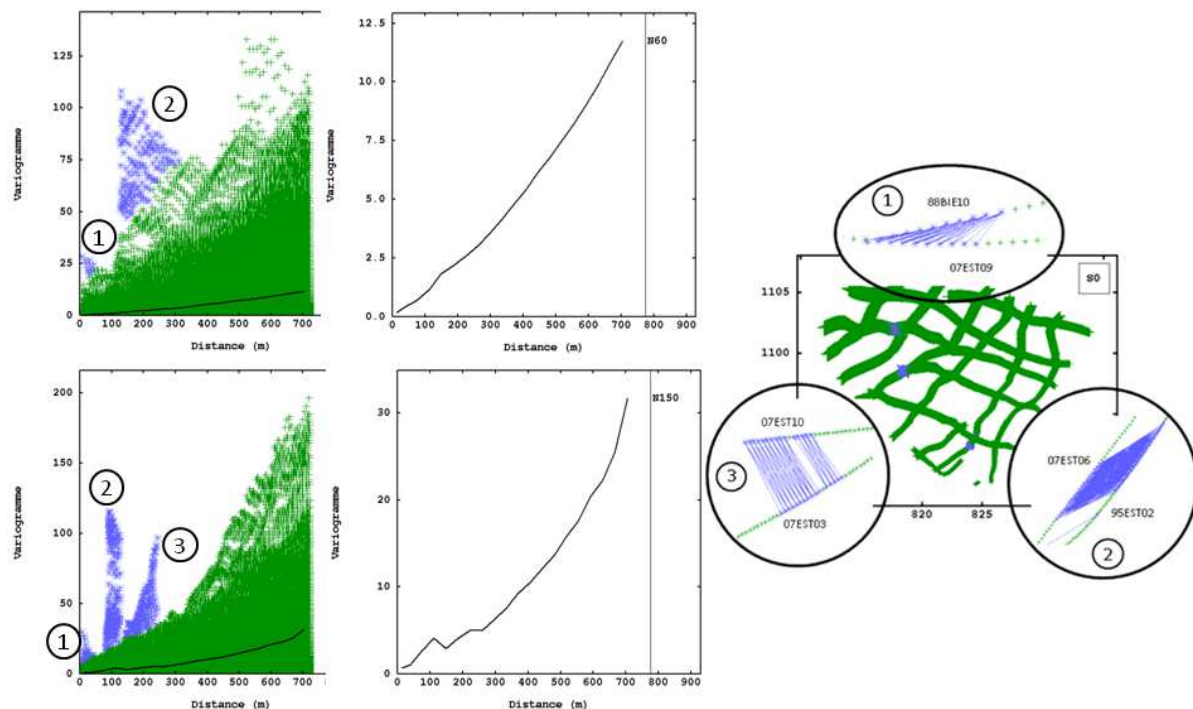 125
100
75
50
25
0
Variogramme
0 100 200 300 400 500 600 700
Distance (m)
1
2
12.5
10.0
7.5
5.0
2.5
0.0
Variogramme
N60
0 100 200 300 400 500 600 700 800 900
Distance (m)
200
150
100
50
0
Variogramme
0 100 200 300 400 500 600 700
Distance (m)
1
2
3
30
20
10
0
Variogramme
N150
0 100 200 300 400 500 600 700 800 900
Distance (m)
1
88BIE10
07EST09
S0
1105
1100
820 825
07EST10
3
07EST03
07EST06
95EST02
2